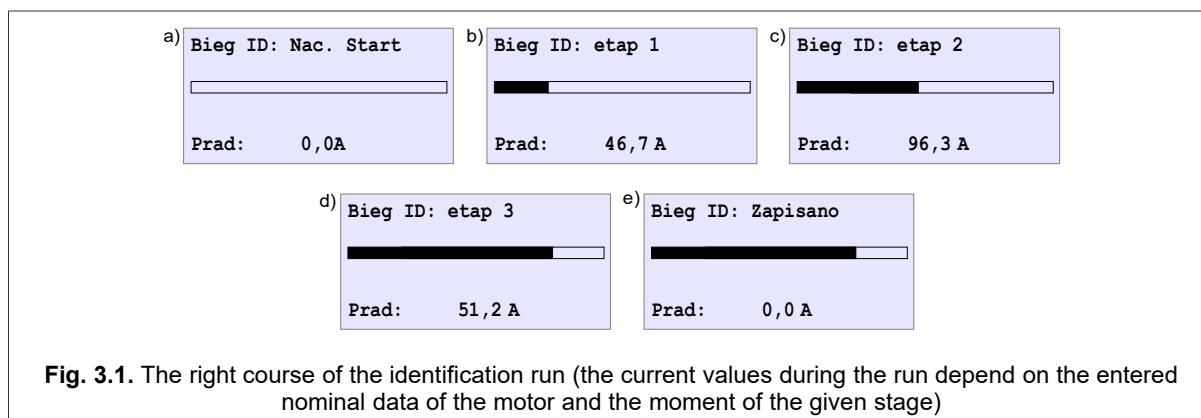 a) Bieg ID: Nac. Start
Prad: 0,0A
b) Bieg ID: etap 1
Prad: 46,7 A
c) Bieg ID: etap 2
Prad: 96,3 A
d) Bieg ID: etap 3
Prad: 51,2 A
e) Bieg ID: Zapisano
Prad: 0,0 A
Fig. 3.1. The right course of the identification run (the current values during the run depend on the entered
nominal data of the motor and the moment of the given stage)